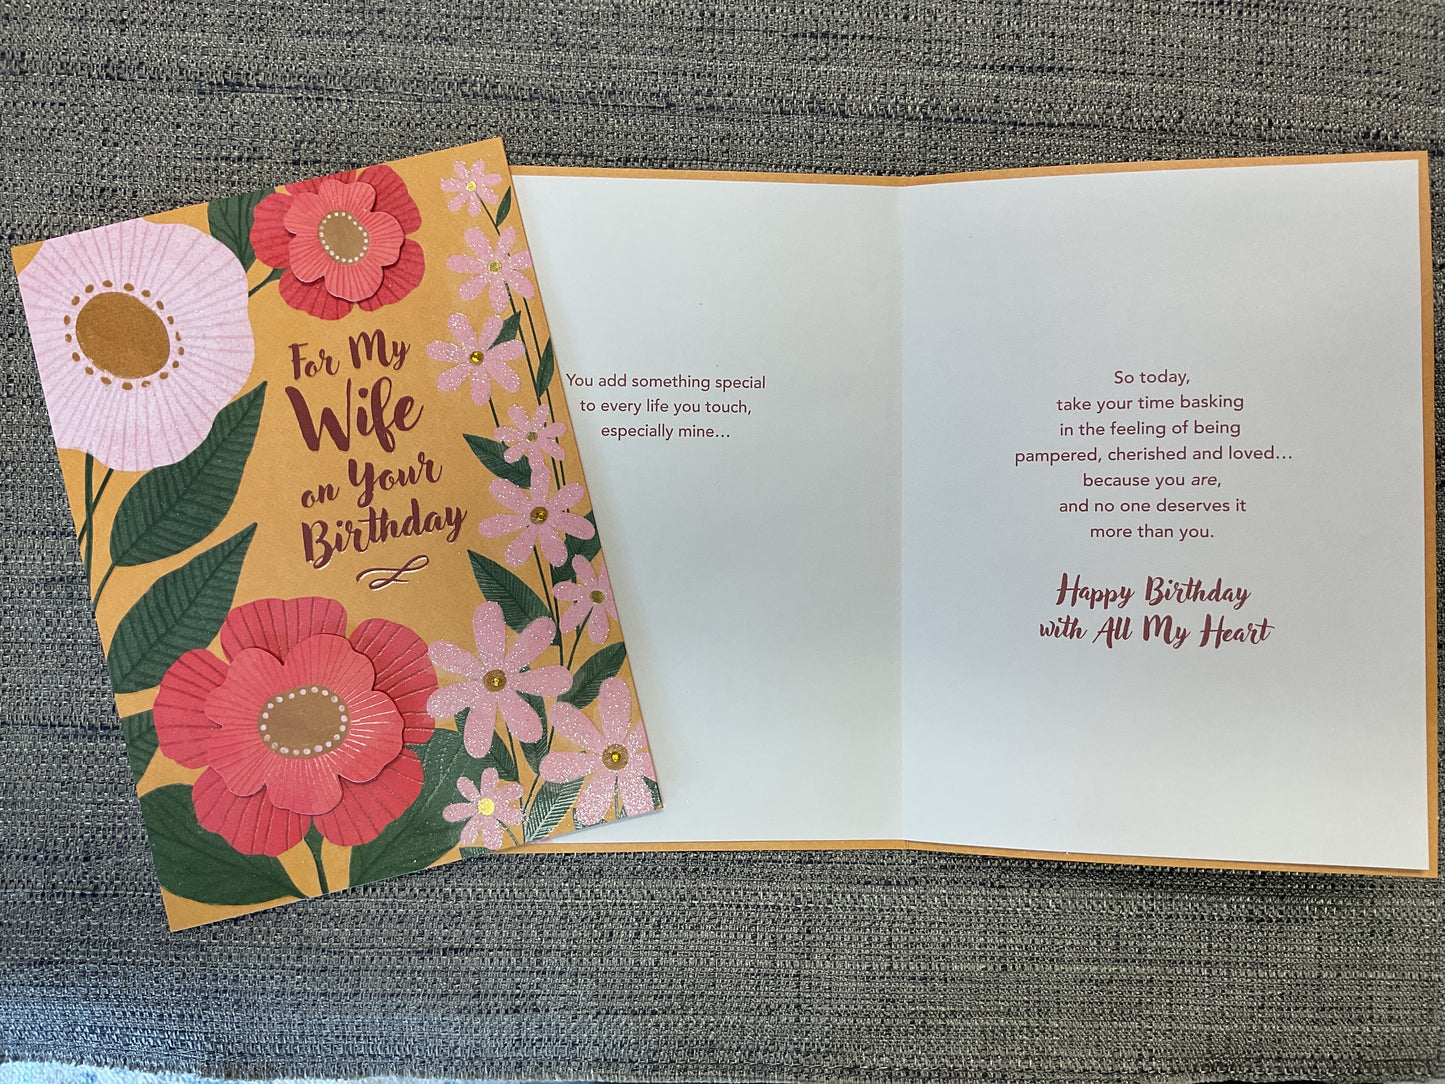 For My
Wife
on Your
Birthday
You add something special
to every life you touch,
especially mine…
So today,
take your time basking
in the feeling of being
pampered, cherished and loved…
because you are,
and no one deserves it
more than you.
Happy Birthday
with All My Heart